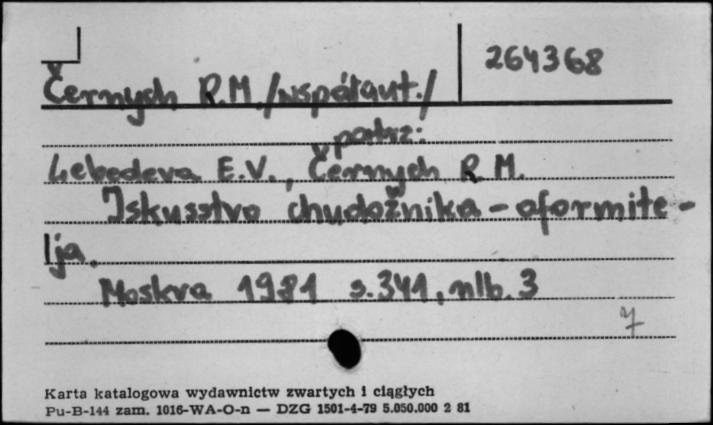 264368
Černych R.M. /współaut./
patrz:
Lebedeva E.V., Černych R.M.
Iskusstvo chudožnika-oformite-
lja.
Moskva 1981 s.341, nlb. 3
7
Karta katalogowa wydawnictw zwartych i ciągłych
Pu-B-144 zam. 1016-WA-O-n — DZG 1501-4-79 5.050.000 2 81